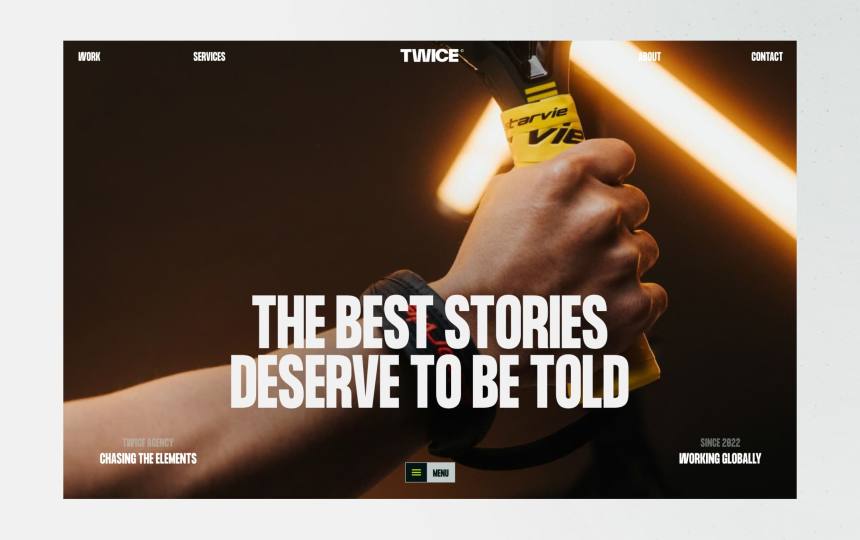 WORK
SERVICES
TWICE
ABOUT
CONTACT
starvie
vie
THE BEST STORIES
DESERVE TO BE TOLD
TWICE AGENCY
CHASING THE ELEMENTS
SINCE 2022
WORKING GLOBALLY
MENU